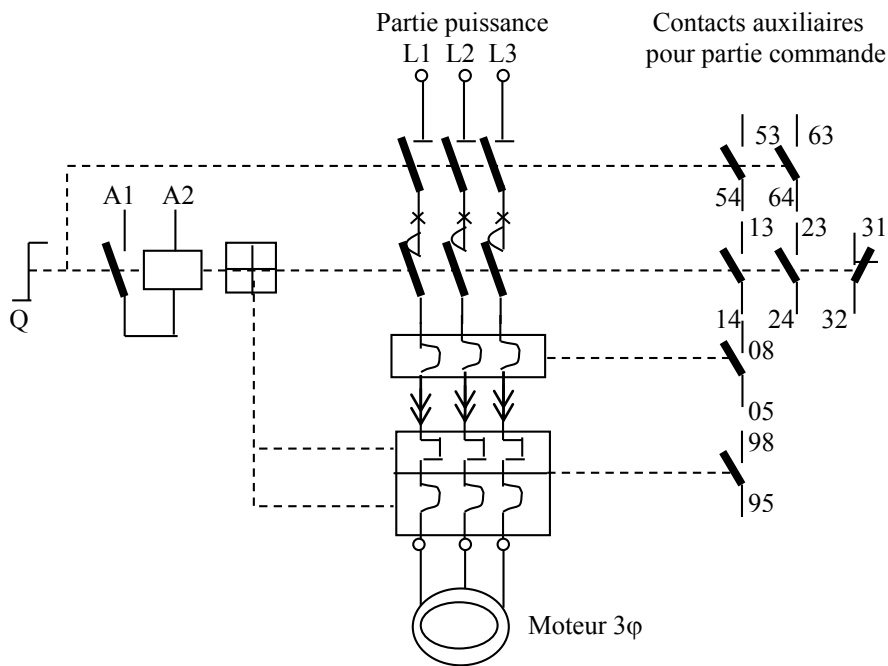 Partie puissance
Contacts auxiliaires
pour partie commande
L1 L2 L3
53 63
54 64
A1 A2
13 23 31
Q
14 24 32
08
05
98
95
Moteur 3φ